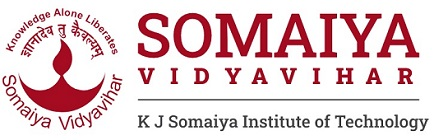 Knowledge Alone Liberates
ज्ञानादेव तु कैवल्यम्
Somaiya Vidyavihar
SOMAIYA
VIDYAVIHAR
K J Somaiya Institute of Technology